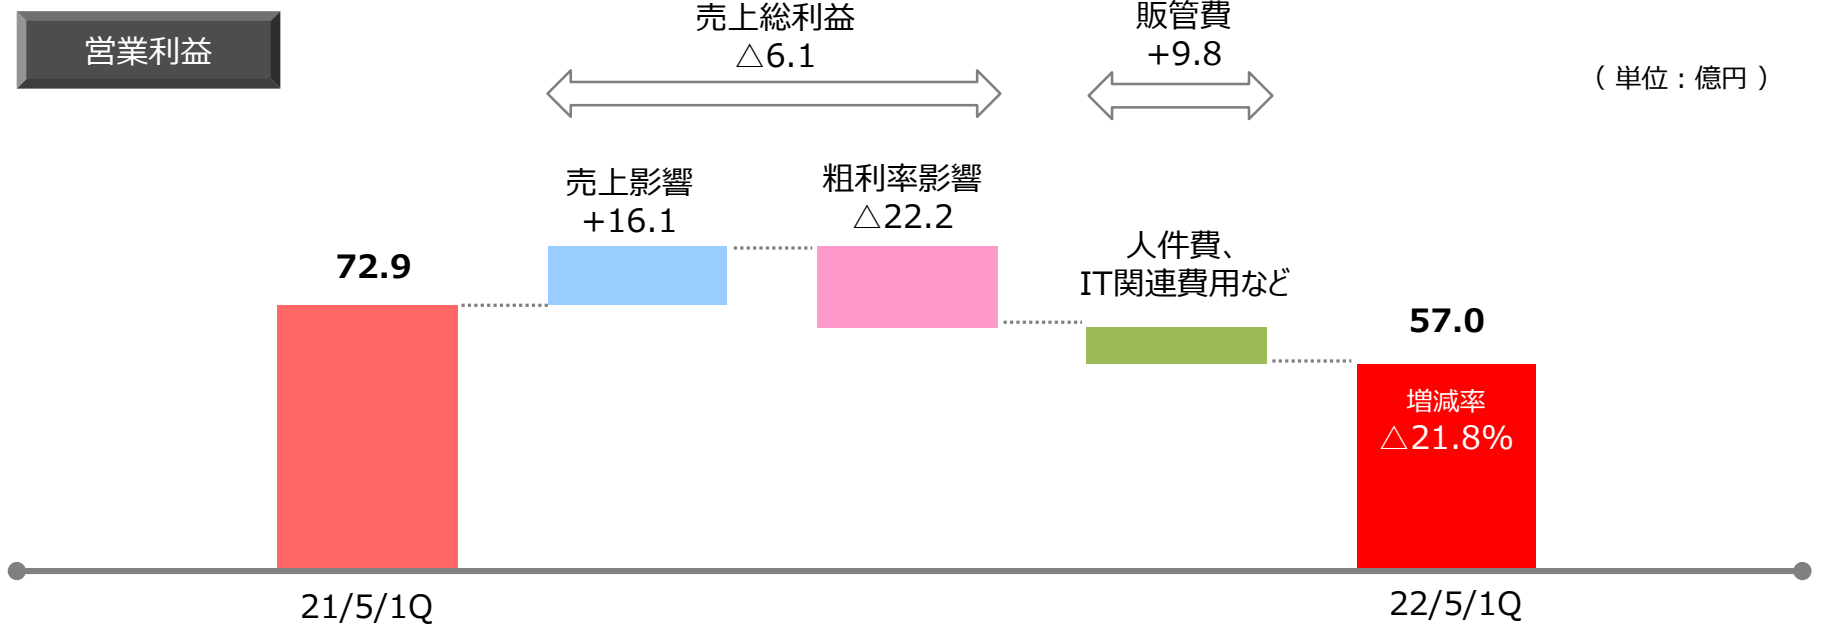 営業利益
売上総利益
△6.1
販管費
+9.8
（ 単位：億円 ）
売上影響
+16.1
粗利率影響
△22.2
人件費、
IT関連費用など
72.9
57.0
増減率
△21.8%
21/5/1Q
22/5/1Q